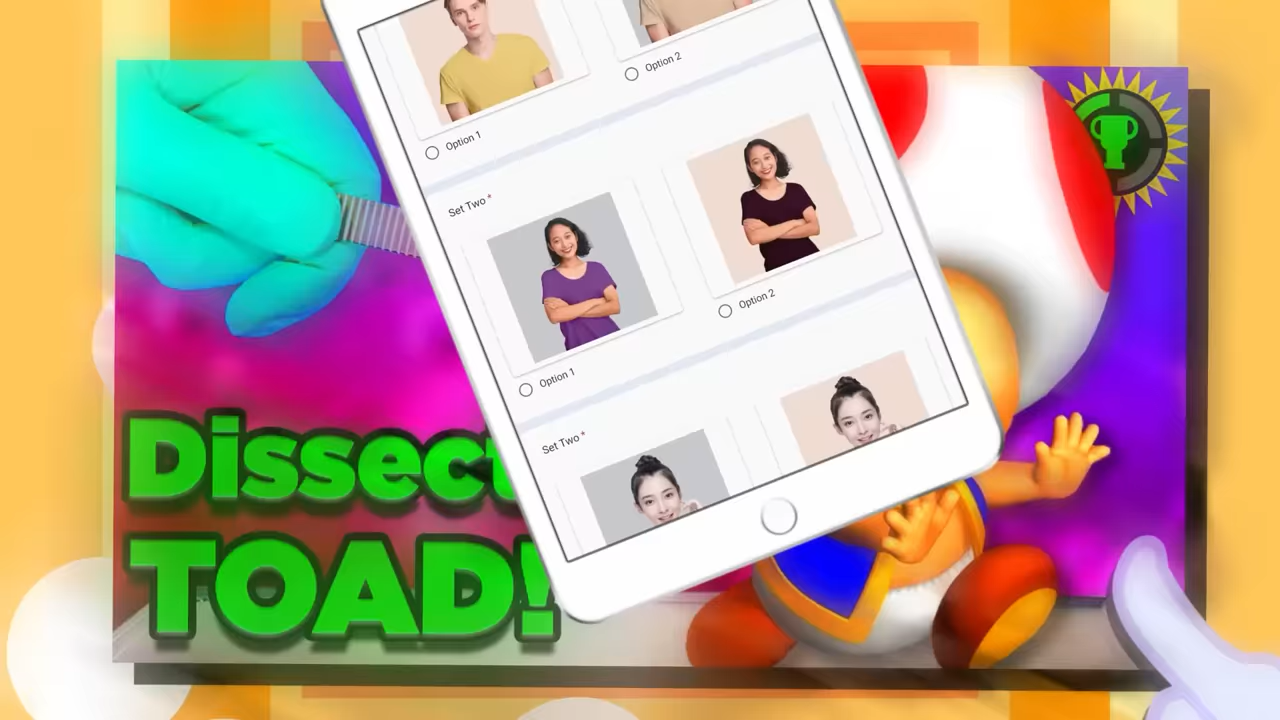 Option 1
Option 2
Set Two *
Option 1
Option 2
Set Two *
Dissect
TOAD!